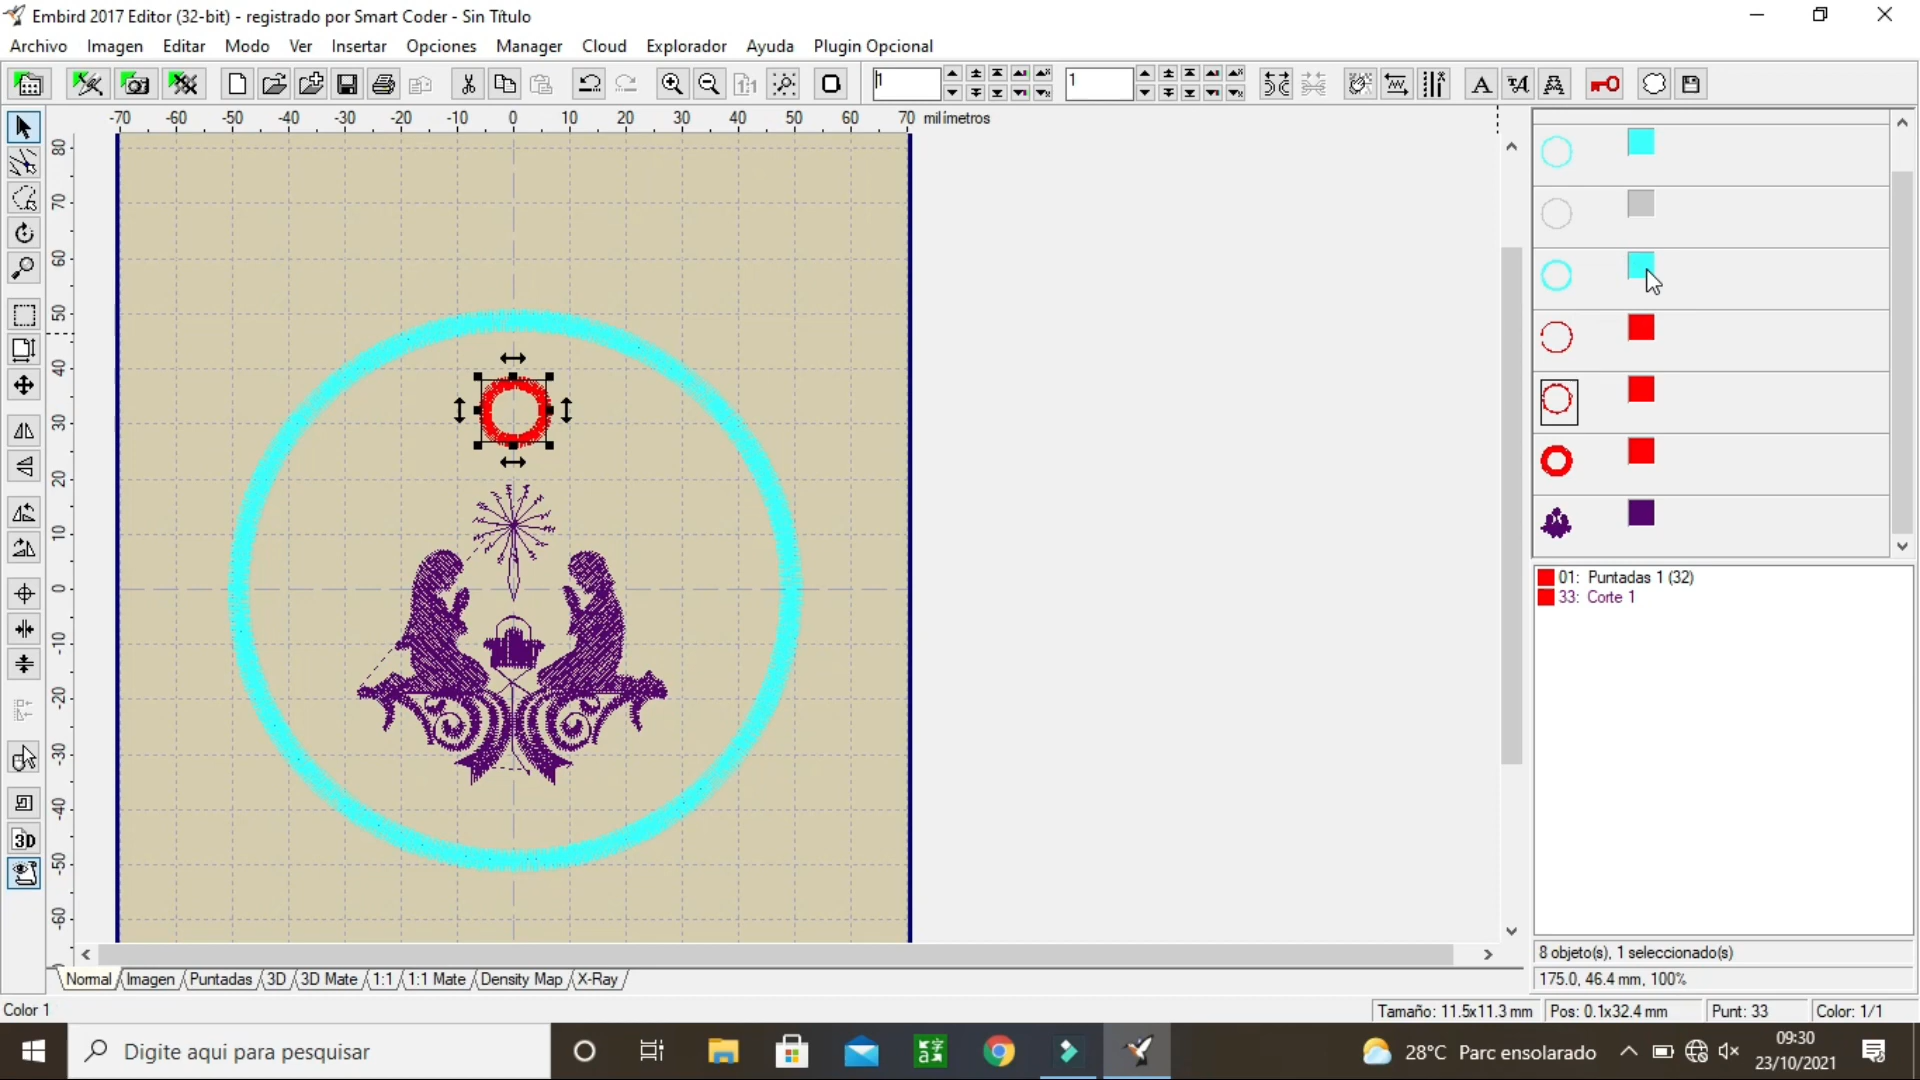 Embird 2017 Editor (32-bit) - registrado por Smart Coder - Sin Título
Archivo Imagen Editar Modo Ver Insertar Opciones Manager Cloud Explorador Ayuda Plugin Opcional
1 1
-70 -60 -50 -40 -30 -20 -10 0 10 20 30 40 50 60 70 milímetros
80
70
60
50
40
30
20
10
0
-10
-20
-30
-40
-50
-60
3D
01: Puntadas 1 (32)
33: Corte 1
8 objeto(s), 1 seleccionado(s)
175.0, 46.4 mm, 100%
Normal Imagen Puntadas 3D 3D Mate 1:1 1:1 Mate Density Map X-Ray
Color 1
Tamaño: 11.5x11.3 mm Pos: 0.1x32.4 mm Punt: 33 Color: 1/1
Digite aqui para pesquisar
28°C Parc ensolarado
09:30
23/10/2021